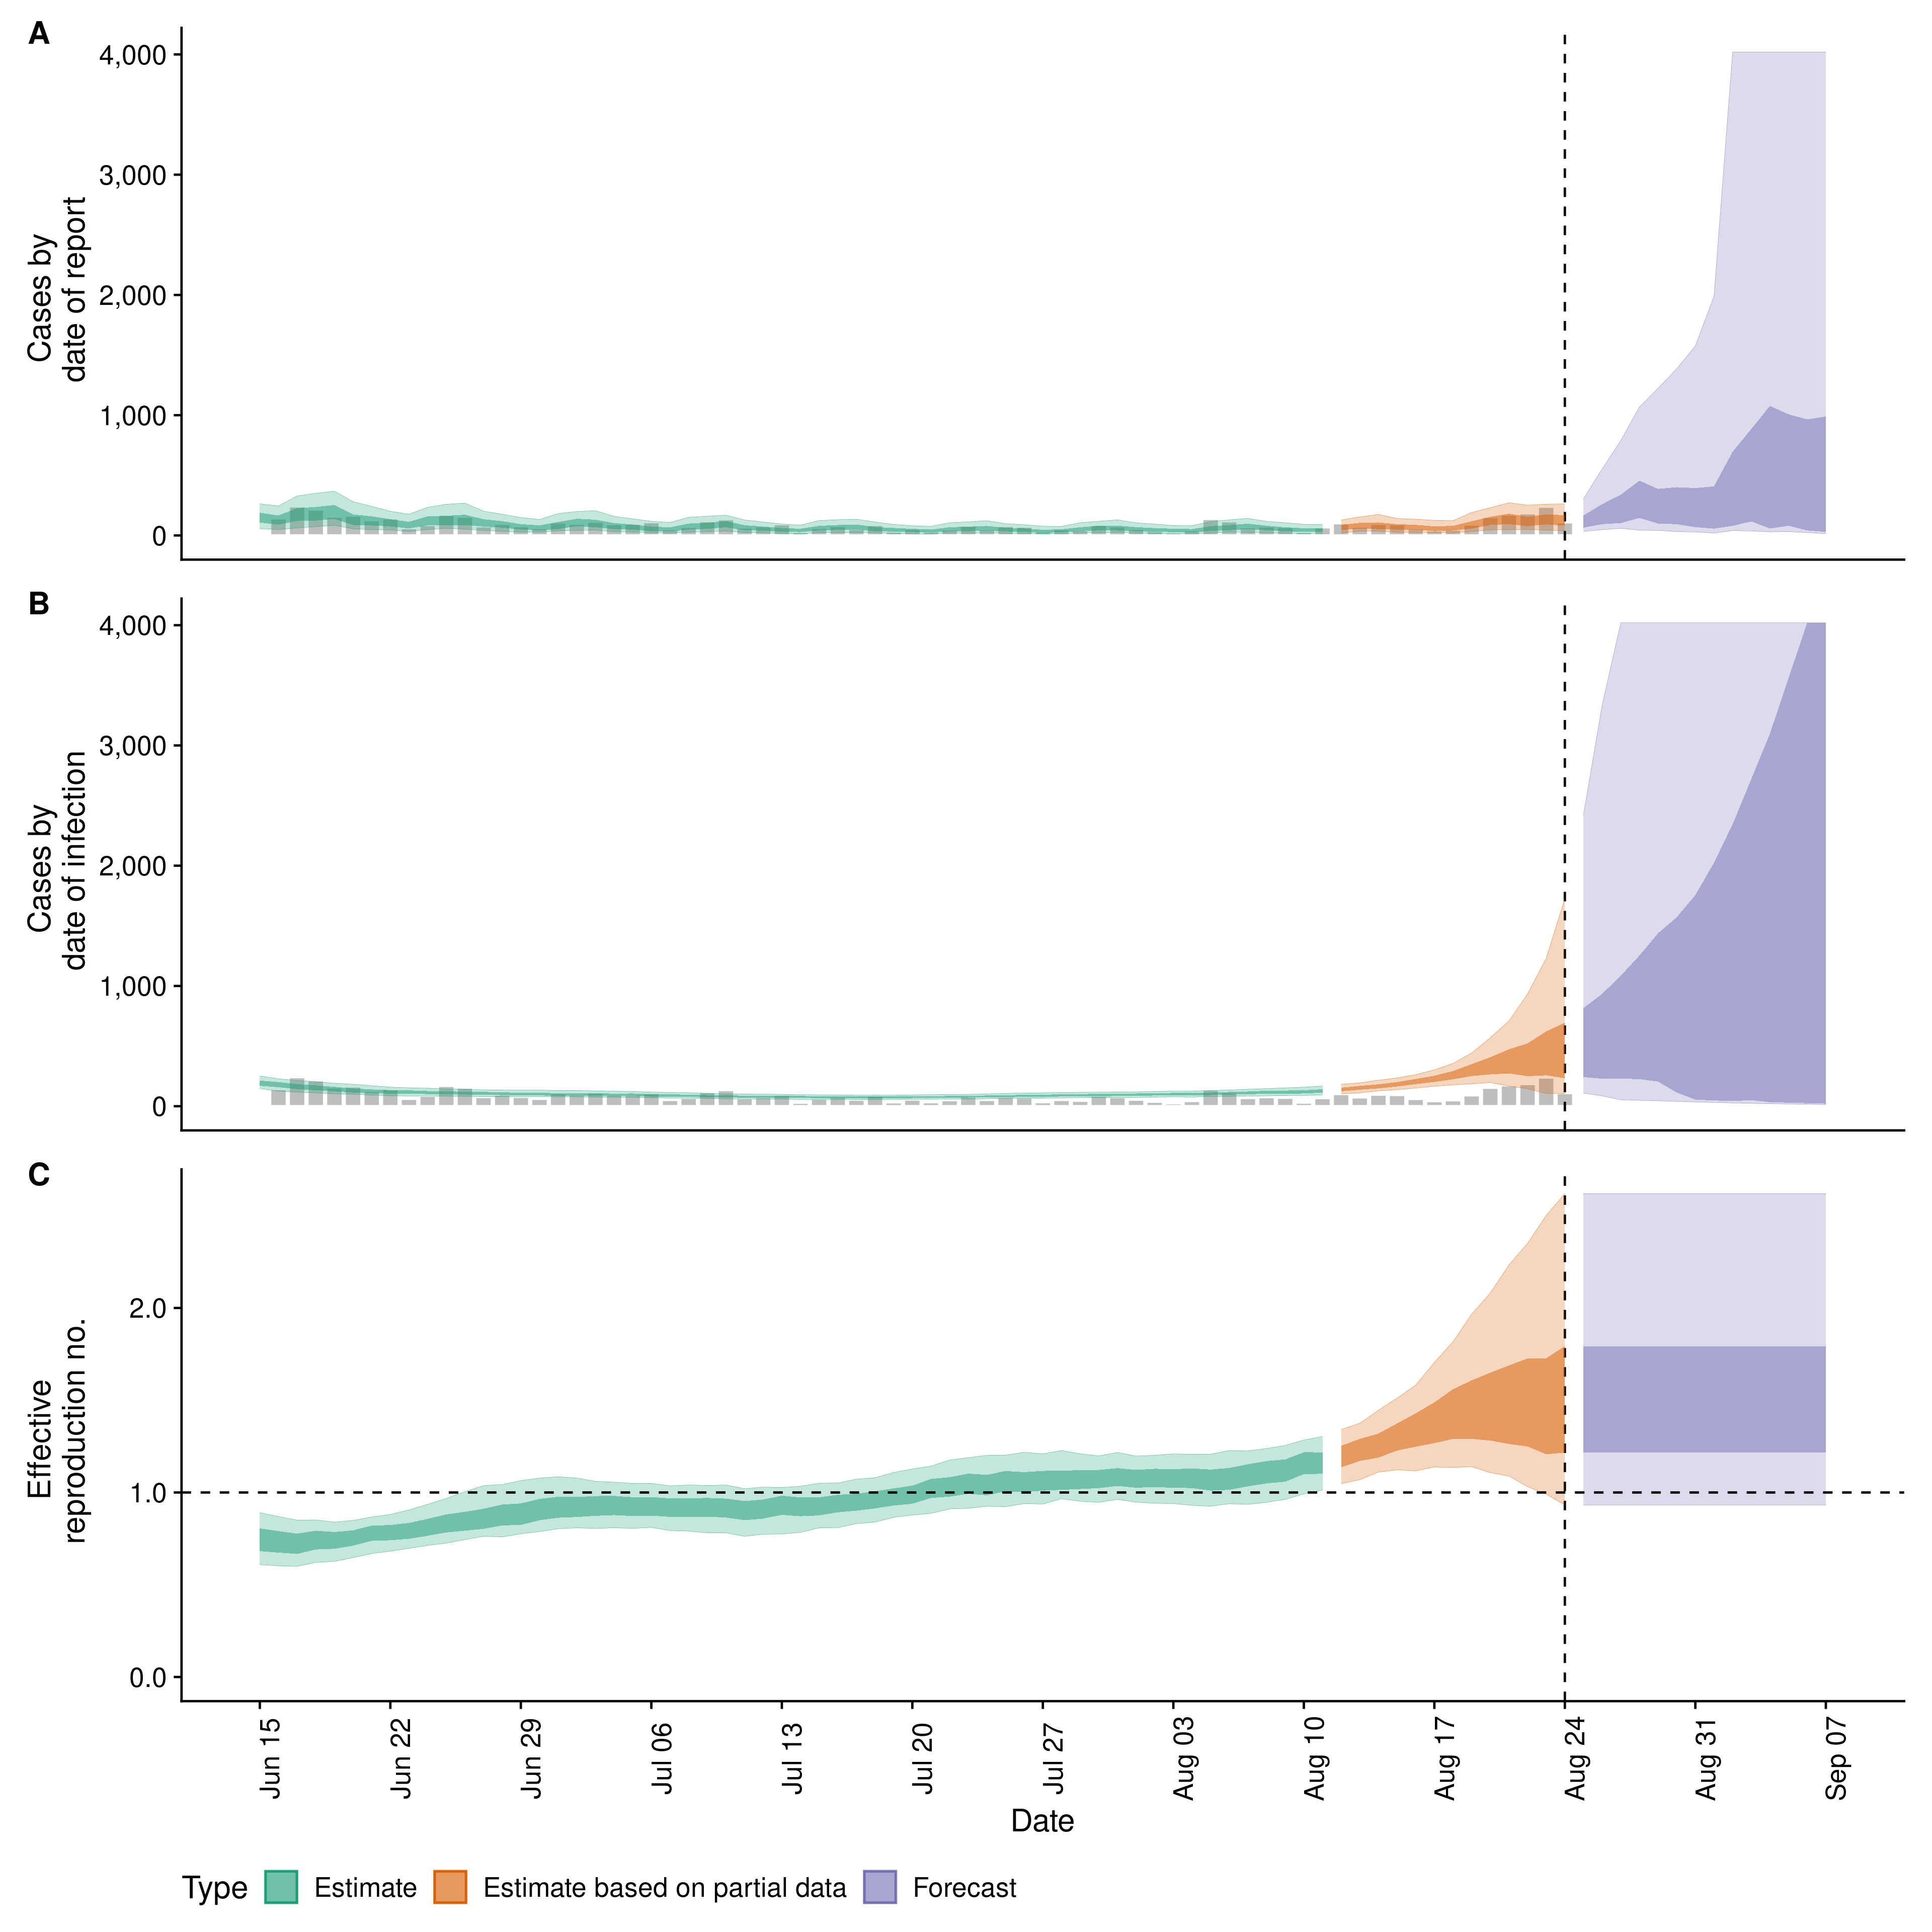 A
4,000
3,000
2,000
1,000
0
Cases by
date of report
B
4,000
3,000
2,000
1,000
0
Cases by
date of infection
C
2.0
1.0
0.0
Effective
reproduction no.
Jun 15
Jun 22
Jun 29
Jul 06
Jul 13
Jul 20
Jul 27
Aug 03
Aug 10
Aug 17
Aug 24
Aug 31
Sep 07
Date
Type Estimate Estimate based on partial data Forecast